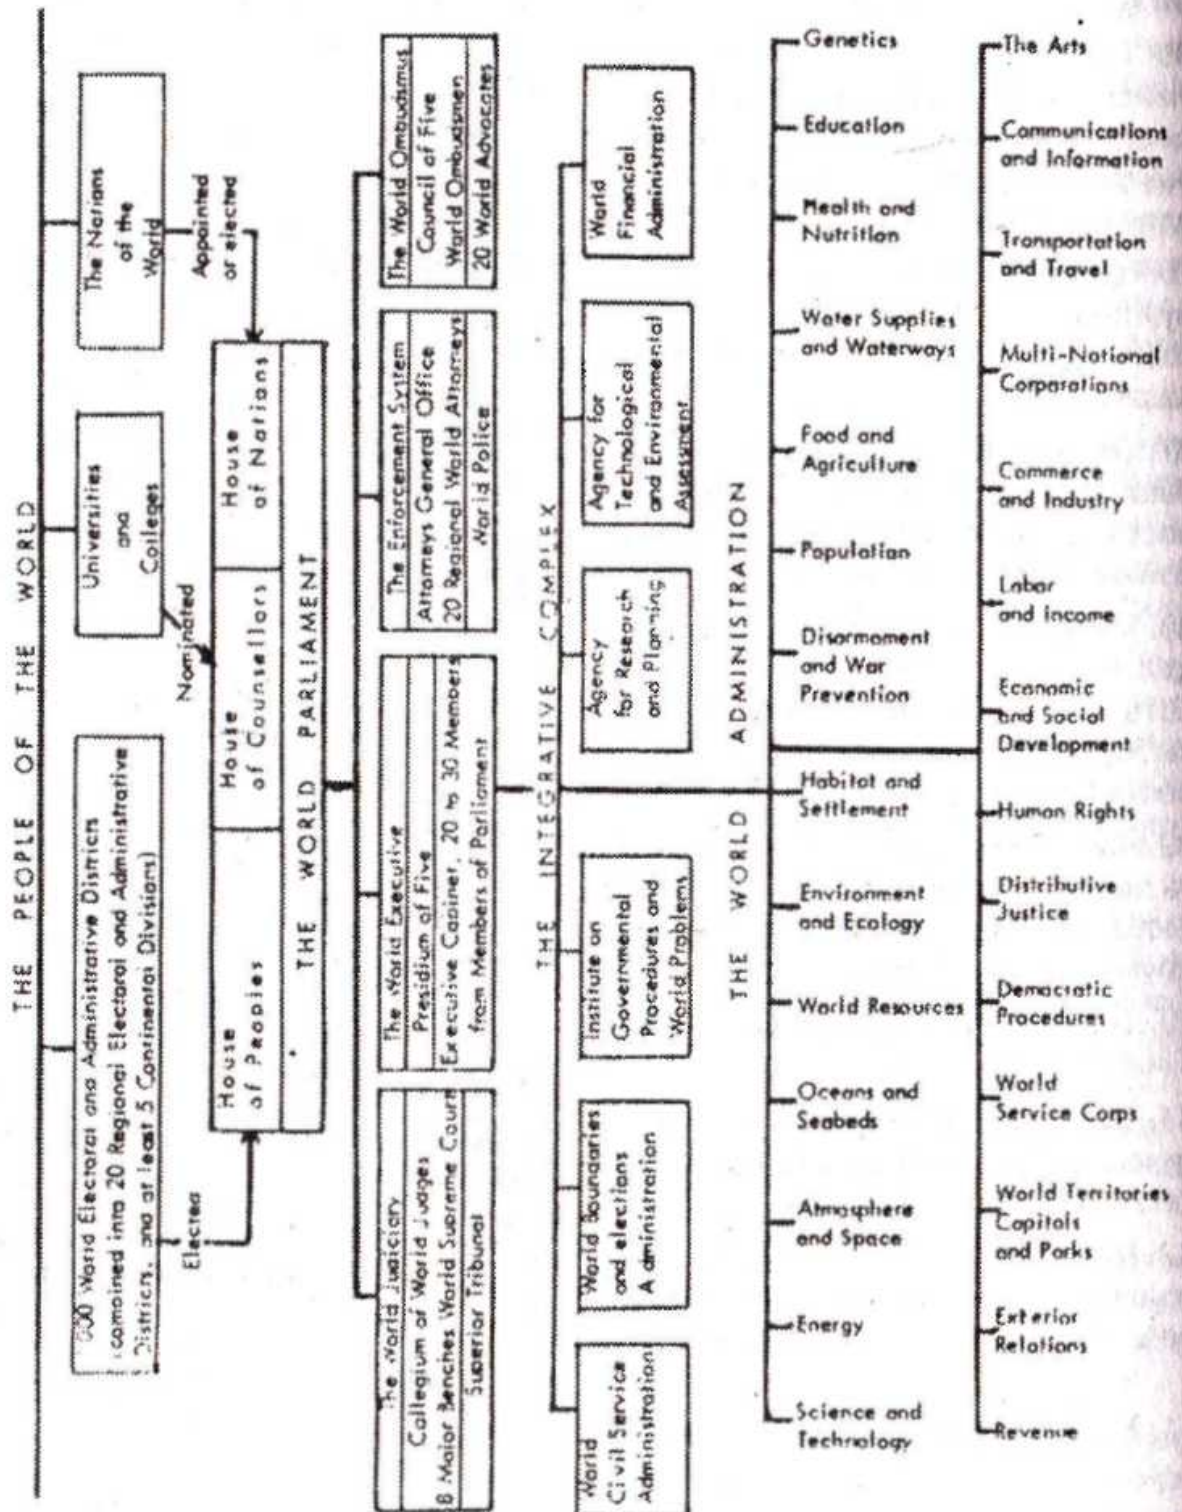 THE PEOPLE OF THE WORLD
000 World Electoral and Administrative Districts
combined into 20 Regional Electoral and Administrative
Districts, and at least 5 Continental Divisions)
Universities
and
Colleges
The Nations
of the
World
Elected
Nominated
Appointed
or elected
House
of Peoples
House
of Counsellors
House
of Nations
THE WORLD PARLIAMENT
The World Judiciary
Collegium of World Judges
8 Major Benches World Supreme Court
Superior Tribunal
The World Executive
Presidium of Five
Executive Cabinet, 20 to 30 Members
from Members of Parliament
The Enforcement System
Attorneys General Office
20 Regional World Attorneys
World Police
The World Ombudsmus
Council of Five
World Ombudsmen
20 World Advocates
THE INTEGRATIVE COMPLEX
World
Civil Service
Administration
World Boundaries
and elections
Administration
Institute on
Governmental
Procedures and
World Problems
Agency
for Research
and Planning
Agency for
Technological
and Environmental
Assessment
World
Financial
Administration
THE WORLD ADMINISTRATION
Genetics
Education
Health and
Nutrition
Water Supplies
and Waterways
Food and
Agriculture
Population
Disarmament
and War
Prevention
Habitat and
Settlement
Environment
and Ecology
World Resources
Oceans and
Seabeds
Atmosphere
and Space
Energy
Science and
Technology
The Arts
Communications
and Information
Transportation
and Travel
Multi-National
Corporations
Commerce
and Industry
Labor
and Income
Economic
and Social
Development
Human Rights
Distributive
Justice
Democratic
Procedures
World
Service Corps
World Territories
Capitols
and Parks
Exterior
Relations
Revenue